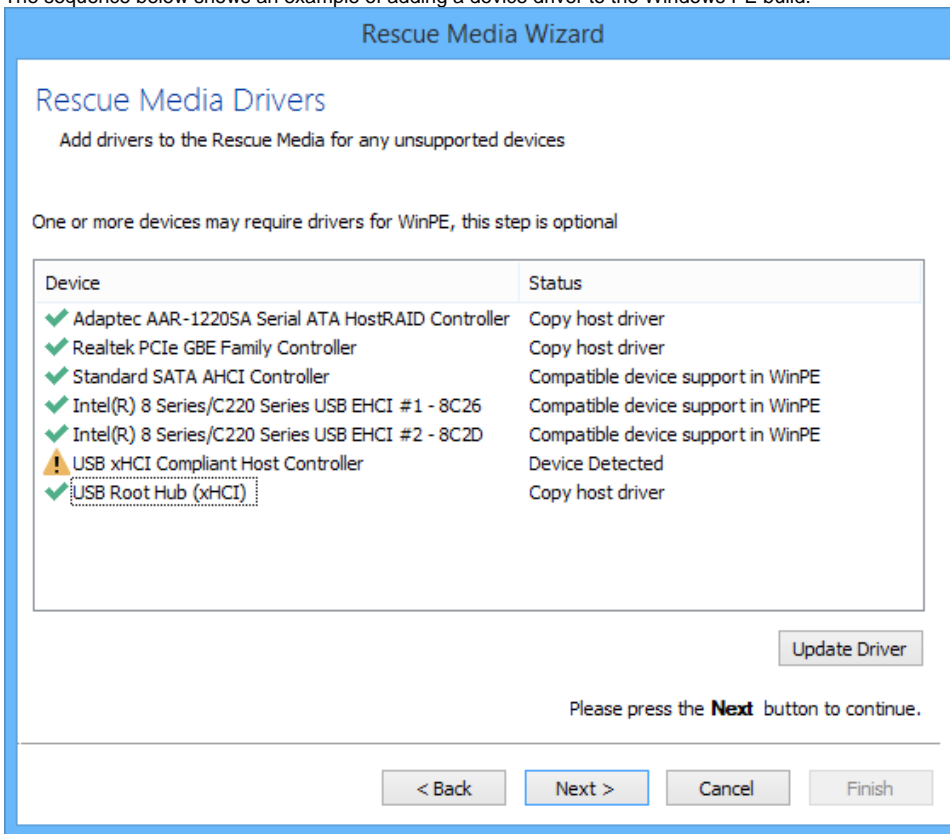 The sequence below shows an example of adding a device driver to the Windows PE build.
Rescue Media Wizard
Rescue Media Drivers
Add drivers to the Rescue Media for any unsupported devices
One or more devices may require drivers for WinPE, this step is optional
Device Status
Adaptec AAR-1220SA Serial ATA HostRAID Controller Copy host driver
Realtek PCIe GBE Family Controller Copy host driver
Standard SATA AHCI Controller Compatible device support in WinPE
Intel(R) 8 Series/C220 Series USB EHCI #1 - 8C26 Compatible device support in WinPE
Intel(R) 8 Series/C220 Series USB EHCI #2 - 8C2D Compatible device support in WinPE
USB xHCI Compliant Host Controller Device Detected
USB Root Hub (xHCI) Copy host driver
Update Driver
Please press the Next button to continue.
< Back Next > Cancel Finish